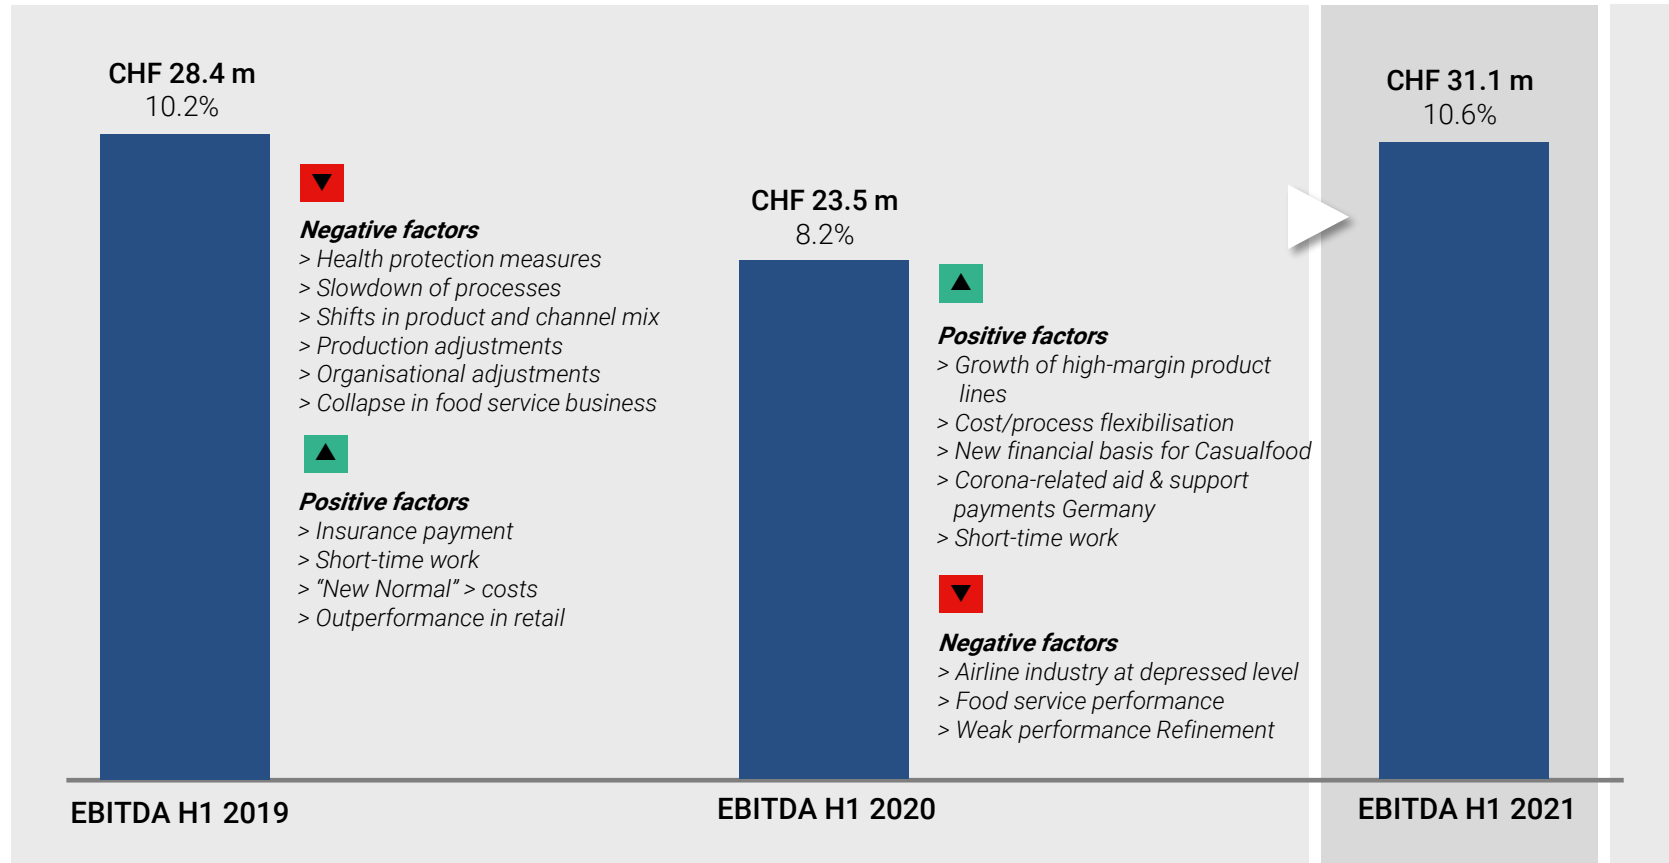 CHF 28.4 m
10.2%
Negative factors
> Health protection measures
> Slowdown of processes
> Shifts in product and channel mix
> Production adjustments
> Organisational adjustments
> Collapse in food service business
Positive factors
> Insurance payment
> Short-time work
> “New Normal” > costs
> Outperformance in retail
EBITDA H1 2019
CHF 23.5 m
8.2%
Positive factors
> Growth of high-margin product
lines
> Cost/process flexibilisation
> New financial basis for Casualfood
> Corona-related aid & support
payments Germany
> Short-time work
Negative factors
> Airline industry at depressed level
> Food service performance
> Weak performance Refinement
EBITDA H1 2020
CHF 31.1 m
10.6%
EBITDA H1 2021